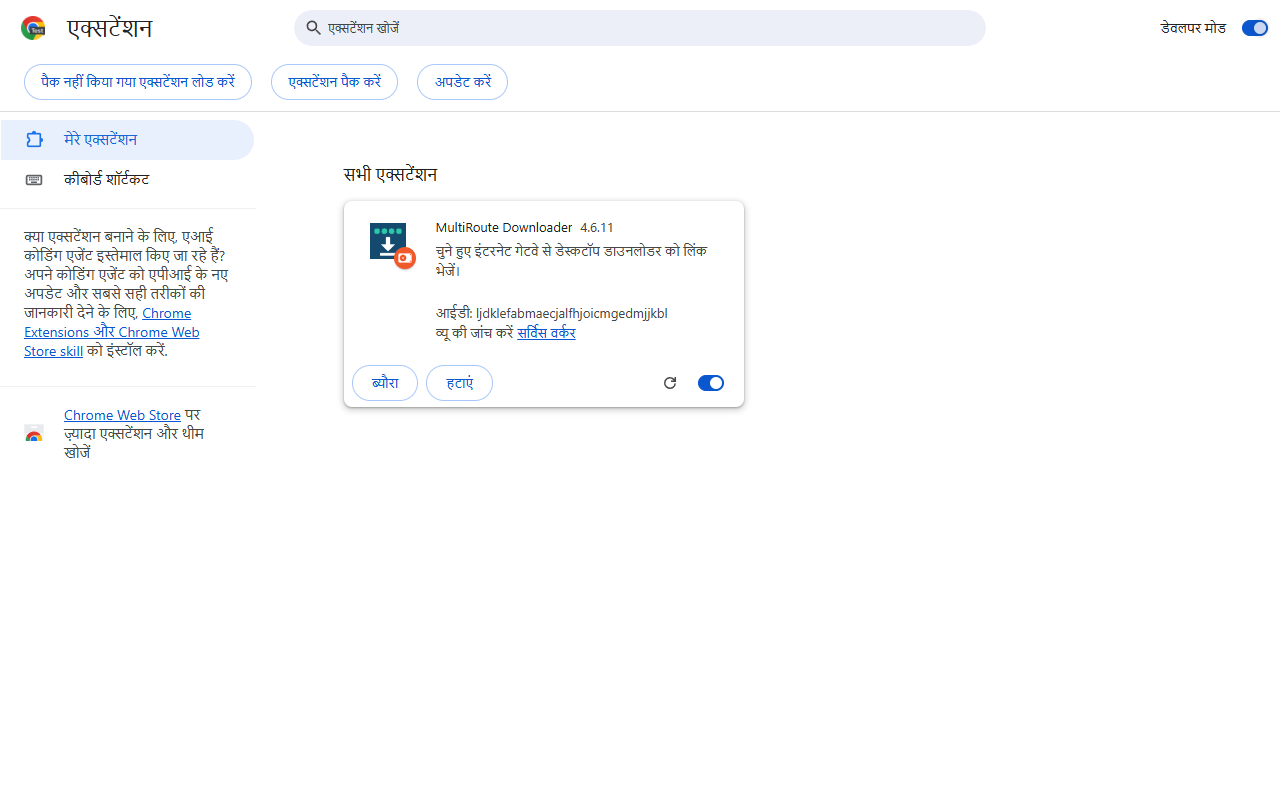 एक्सटेंशन
एक्सटेंशन खोजें
डेवलपर मोड
पैक नहीं किया गया एक्सटेंशन लोड करें
एक्सटेंशन पैक करें
अपडेट करें
मेरे एक्सटेंशन
कीबोर्ड शॉर्टकट
क्या एक्सटेंशन बनाने के लिए, एआई
कोडिंग एजेंट इस्तेमाल किए जा रहे हैं?
अपने कोडिंग एजेंट को एपीआई के नए
अपडेट और सबसे सही तरीकों की
जानकारी देने के लिए, Chrome
Extensions और Chrome Web
Store skill को इंस्टॉल करें.
Chrome Web Store पर
ज़्यादा एक्सटेंशन और थीम
खोजें
सभी एक्सटेंशन
MultiRoute Downloader 4.6.11
चुने हुए इंटरनेट गेटवे से डेस्कटॉप डाउनलोडर को लिंक
भेजें।
आईडी: ljdklefabmaecjalfhjoicmgedmjjkbl
व्यू की जांच करें सर्विस वर्कर
ब्यौरा
हटाएं